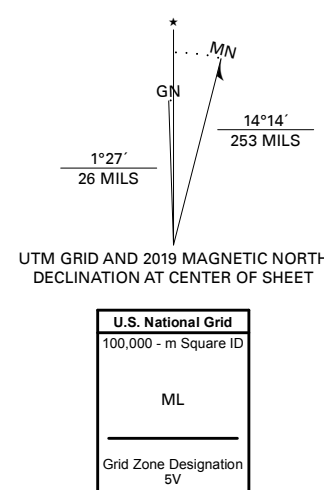 ★
MN
GN
14°14´
253 MILS
1°27´
26 MILS
UTM GRID AND 2019 MAGNETIC NORTH
DECLINATION AT CENTER OF SHEET
U.S. National Grid
100,000 - m Square ID
ML
Grid Zone Designation
5V